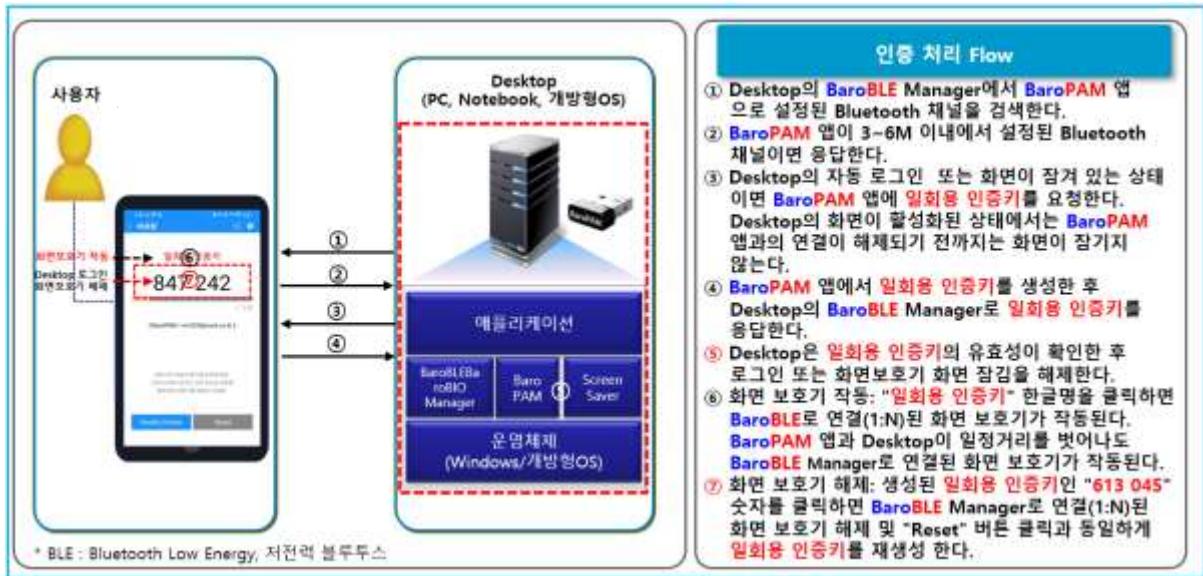 사용자
화면보호기 작동
Desktop 로그인
화면보호기 해제
⑥
⑦
847 242
Desktop
(PC, Notebook, 개방형OS)
①
②
③
④
애플리케이션
BaroBLEBa
roBIO
Manager
Baro
PAM
⑤
Screen
Saver
운영체제
(Windows/개방형OS)
* BLE : Bluetooth Low Energy, 저전력 블루투스
인증 처리 Flow
① Desktop의 BaroBLE Manager에서 BaroPAM 앱
으로 설정된 Bluetooth 채널을 검색한다.
② BaroPAM 앱이 3~6M 이내에서 설정된 Bluetooth
채널이면 응답한다.
③ Desktop의 자동 로그인 또는 화면이 잠겨 있는 상태
이면 BaroPAM 앱에 일회용 인증키를 요청한다.
Desktop의 화면이 활성화된 상태에서는 BaroPAM
앱과의 연결이 해제되기 전까지는 화면이 잠기지
않는다.
④ BaroPAM 앱에서 일회용 인증키를 생성한 후
Desktop의 BaroBLE Manager로 일회용 인증키를
응답한다.
⑤ Desktop은 일회용 인증키의 유효성이 확인한 후
로그인 또는 화면보호기 화면 잠김을 해제한다.
⑥ 화면 보호기 작동: "일회용 인증키" 한글명을 클릭하면
BaroBLE로 연결(1:N)된 화면 보호기가 작동된다.
BaroPAM 앱과 Desktop이 일정거리를 벗어나도
BaroBLE Manager로 연결된 화면 보호기가 작동된다.
⑦ 화면 보호기 해제: 생성된 일회용 인증키인 "613 045"
숫자를 클릭하면 BaroBLE Manager로 연결(1:N)된
화면 보호기 해제 및 "Reset" 버튼 클릭과 동일하게
일회용 인증키를 재생성 한다.